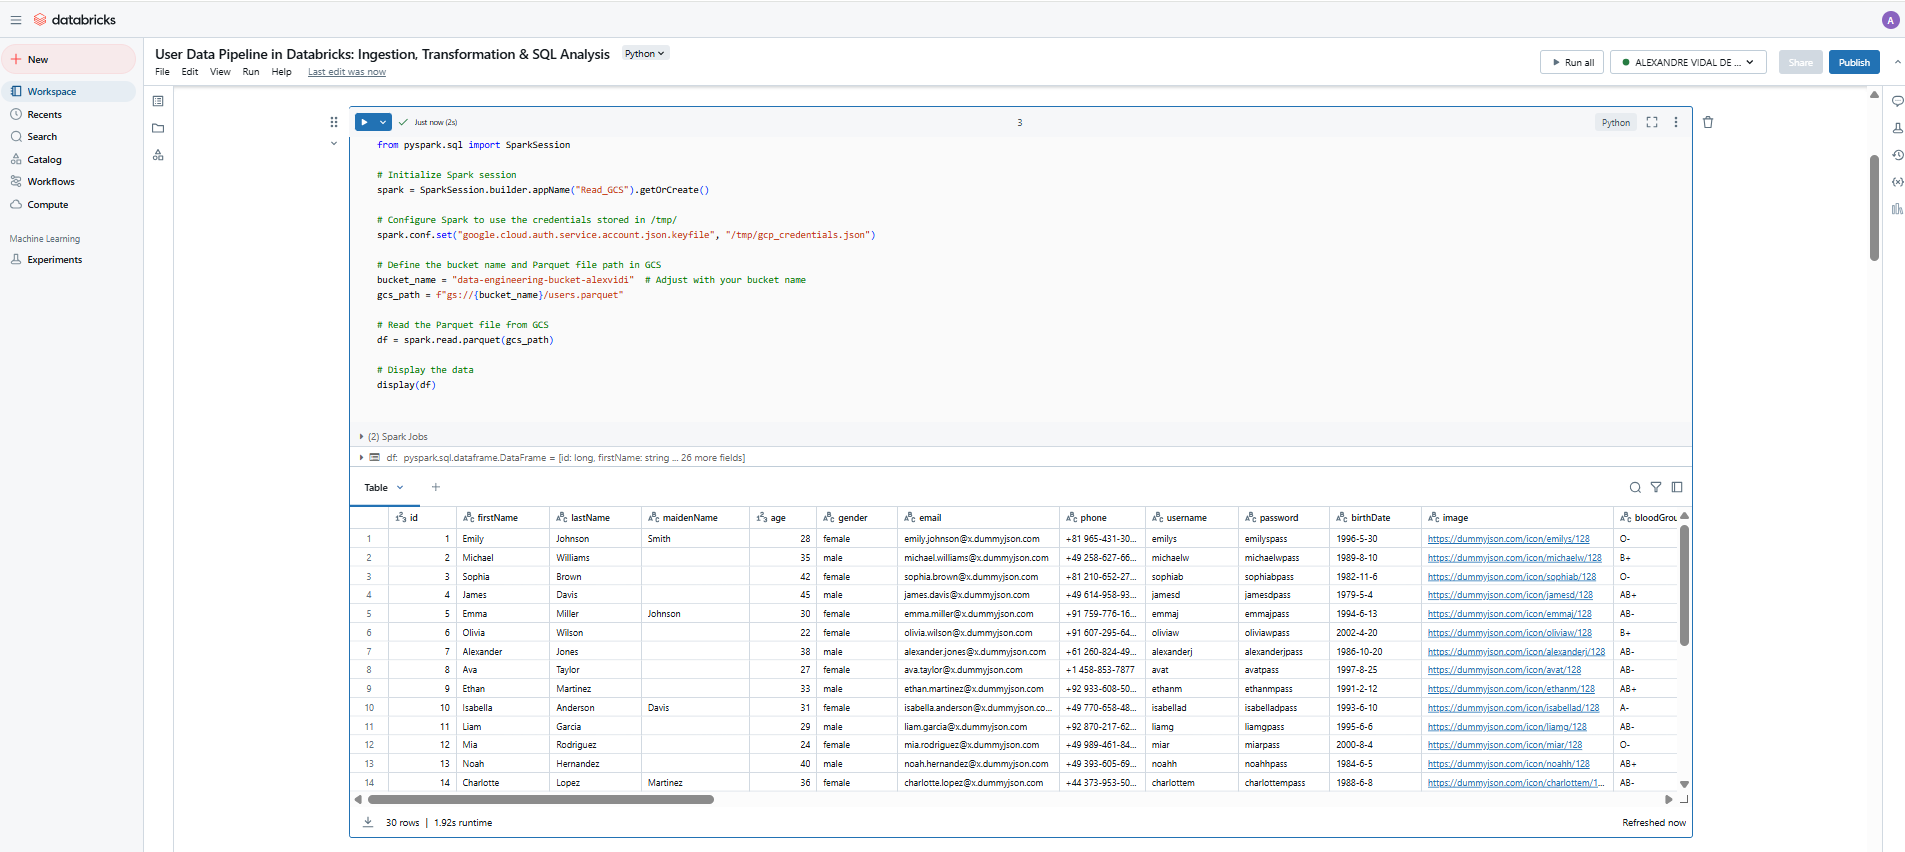 databricks
A
New
Workspace
Recents
Search
Catalog
Workflows
Compute
Machine Learning
Experiments
User Data Pipeline in Databricks: Ingestion, Transformation & SQL Analysis Python
File Edit View Run Help Last edit was now
Run all ALEXANDRE VIDAL DE ... Share Publish
Just now (2s) 3 Python
from pyspark.sql import SparkSession
# Initialize Spark session
spark = SparkSession.builder.appName("Read_GCS").getOrCreate()
# Configure Spark to use the credentials stored in /tmp/
spark.conf.set("google.cloud.auth.service.account.json.keyfile", "/tmp/gcp_credentials.json")
# Define the bucket name and Parquet file path in GCS
bucket_name = "data-engineering-bucket-alexvidi" # Adjust with your bucket name
gcs_path = f"gs://{bucket_name}/users.parquet"
# Read the Parquet file from GCS
df = spark.read.parquet(gcs_path)
# Display the data
display(df)
(2) Spark Jobs
df: pyspark.sql.dataframe.DataFrame = [id: long, firstName: string ... 26 more fields]
Table +
id firstName lastName maidenName age gender email phone username password birthDate image bloodGrou
1 1 Emily Johnson Smith 28 female emily.johnson@x.dummyjson.com +81 965-431-30... emilys emilyspass 1996-5-30 https://dummyjson.com/icon/emilys/128 O-
2 2 Michael Williams 35 male michael.williams@x.dummyjson.com +49 258-627-66... michaelw michaelwpass 1989-8-10 https://dummyjson.com/icon/michaelw/128 B+
3 3 Sophia Brown 42 female sophia.brown@x.dummyjson.com +81 210-652-27... sophiab sophiabpass 1982-11-6 https://dummyjson.com/icon/sophiab/128 O-
4 4 James Davis 45 male james.davis@x.dummyjson.com +49 614-958-93... jamesd jamesdpass 1979-5-4 https://dummyjson.com/icon/jamesd/128 AB+
5 5 Emma Miller Johnson 30 female emma.miller@x.dummyjson.com +91 759-776-16... emmaj emmajpass 1994-6-13 https://dummyjson.com/icon/emmaj/128 AB-
6 6 Olivia Wilson 22 female olivia.wilson@x.dummyjson.com +91 607-295-64... oliviaw oliviawpass 2002-4-20 https://dummyjson.com/icon/oliviaw/128 B+
7 7 Alexander Jones 38 male alexander.jones@x.dummyjson.com +61 260-824-49... alexanderj alexanderjpass 1986-10-20 https://dummyjson.com/icon/alexanderj/128 AB-
8 8 Ava Taylor 27 female ava.taylor@x.dummyjson.com +1 458-853-7877 avat avatpass 1997-8-25 https://dummyjson.com/icon/avat/128 AB-
9 9 Ethan Martinez 33 male ethan.martinez@x.dummyjson.com +92 933-608-50... ethanm ethanmpass 1991-2-12 https://dummyjson.com/icon/ethanm/128 AB+
10 10 Isabella Anderson Davis 31 female isabella.anderson@x.dummyjson.co... +49 770-658-48... isabellad isabelladpass 1993-6-10 https://dummyjson.com/icon/isabellad/128 A-
11 11 Liam Garcia 29 male liam.garcia@x.dummyjson.com +92 870-217-62... liamg liamgpass 1995-6-6 https://dummyjson.com/icon/liamg/128 AB-
12 12 Mia Rodriguez 24 female mia.rodriguez@x.dummyjson.com +49 989-461-84... miar miarpass 2000-8-4 https://dummyjson.com/icon/miar/128 O-
13 13 Noah Hernandez 40 male noah.hernandez@x.dummyjson.com +49 393-605-69... noahh noahhpass 1984-6-5 https://dummyjson.com/icon/noahh/128 AB+
14 14 Charlotte Lopez Martinez 36 female charlotte.lopez@x.dummyjson.com +44 373-953-50... charlottem charlottempass 1988-6-8 https://dummyjson.com/icon/charlottem/1... AB-
30 rows | 1.92s runtime Refreshed now